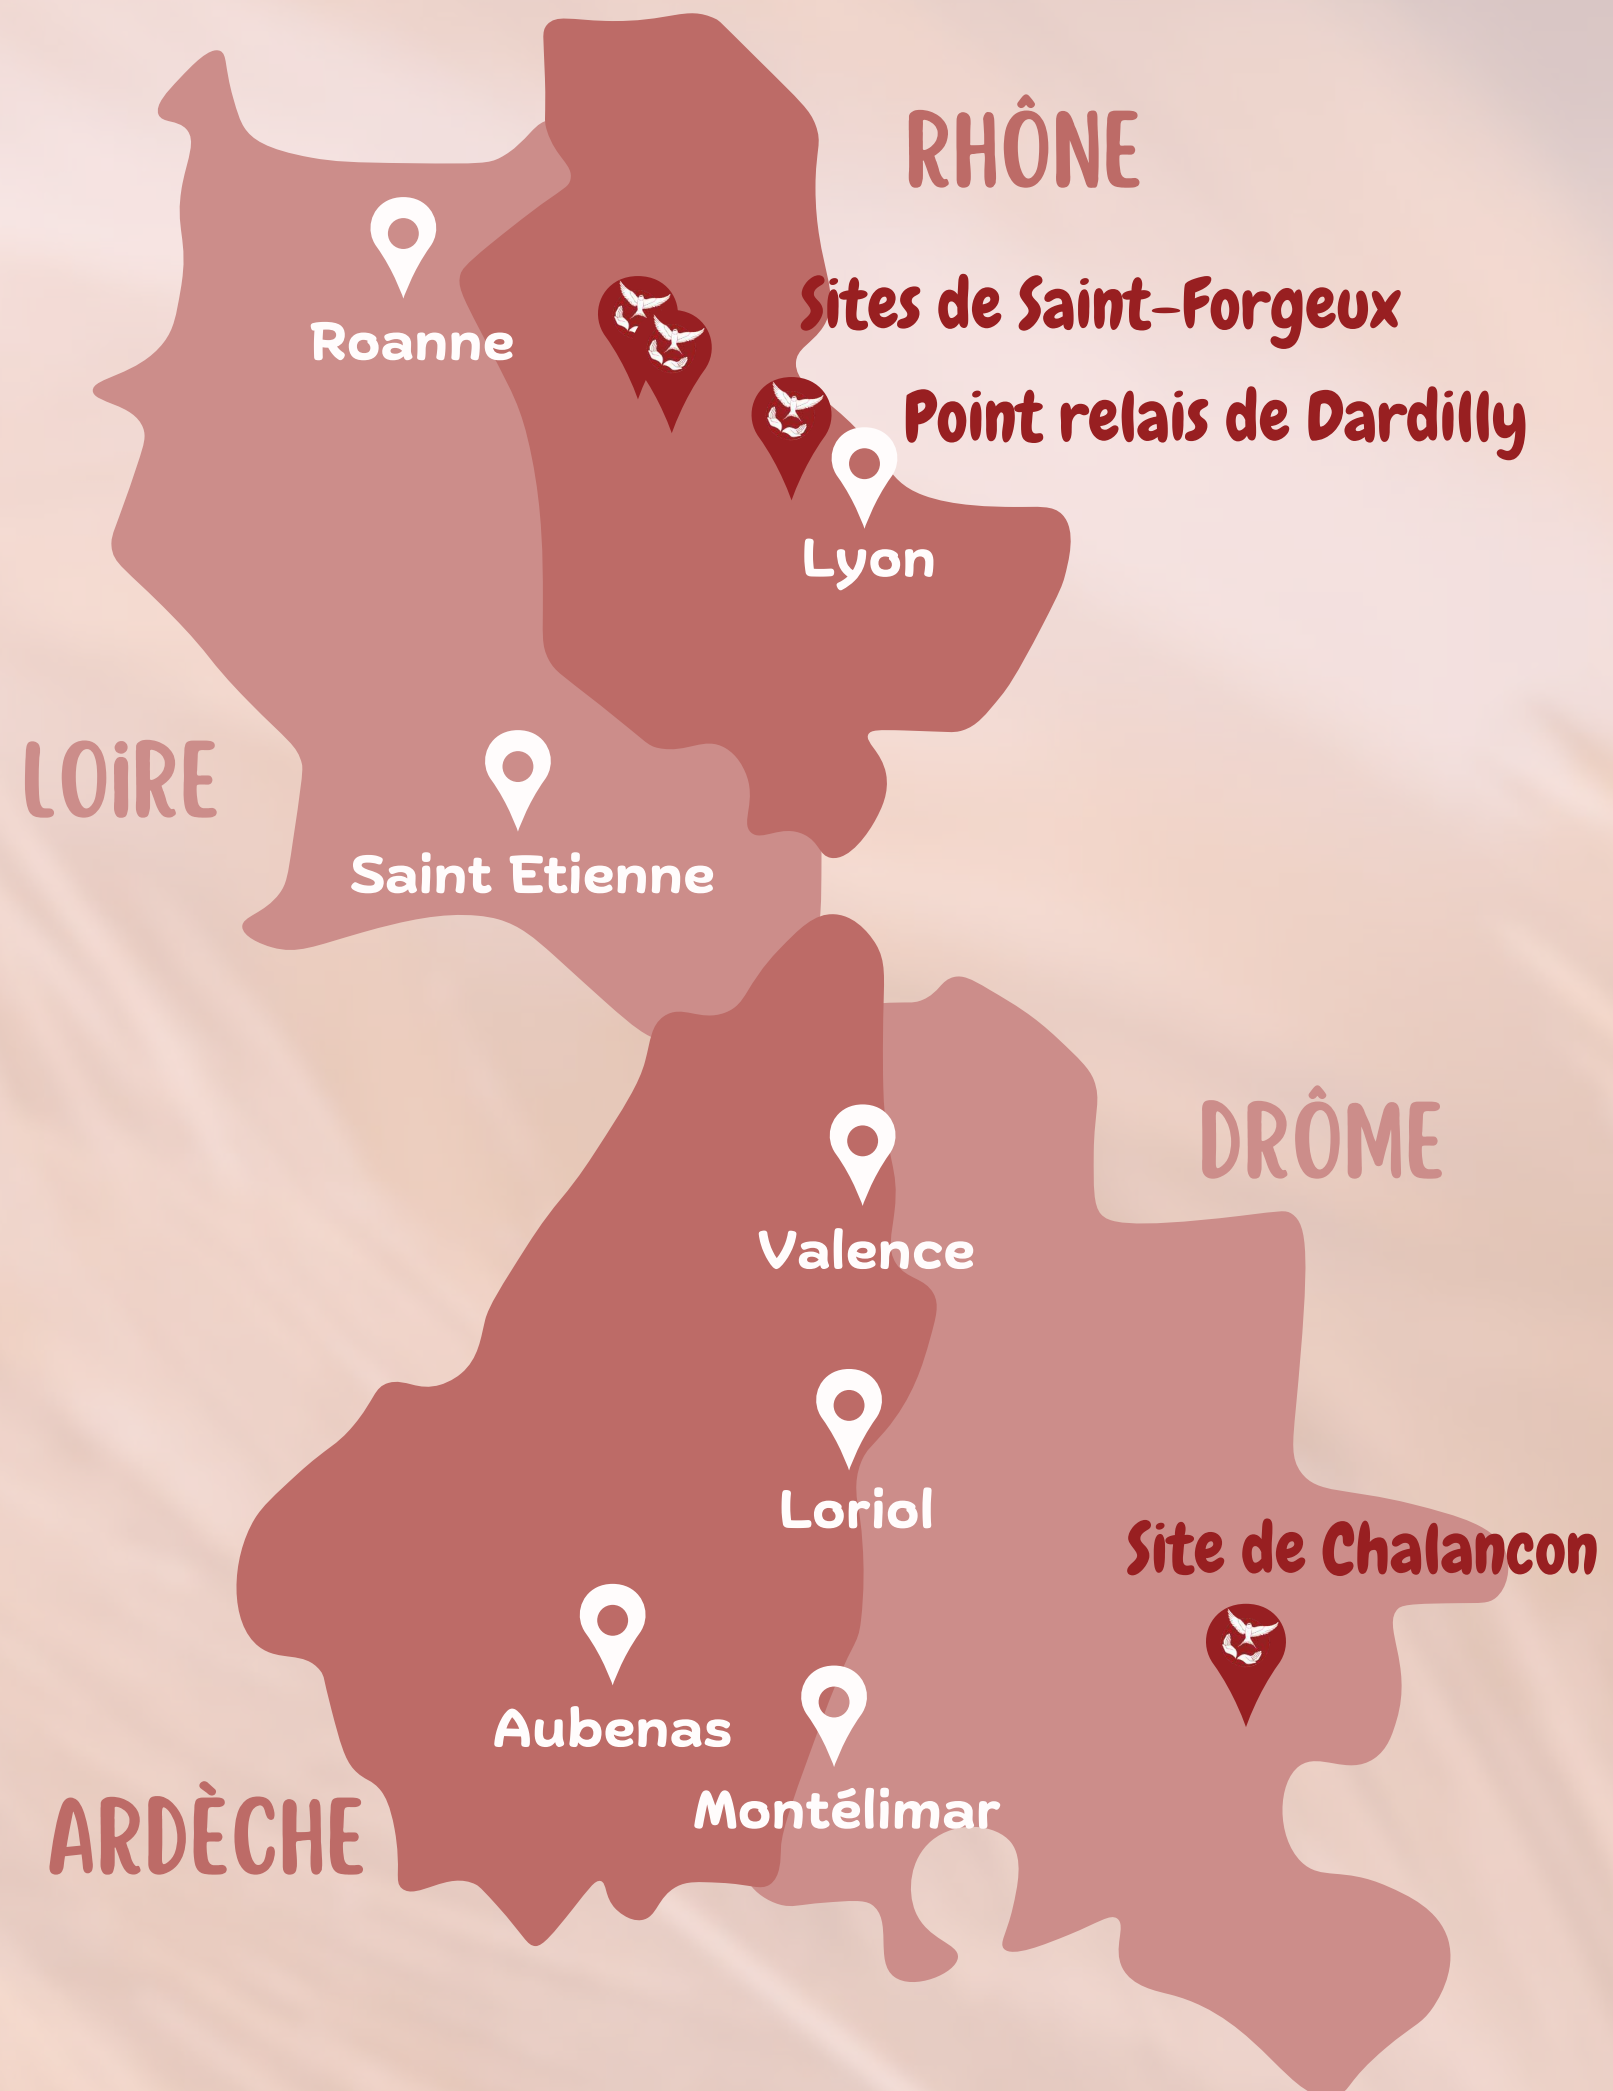 RHÔNE
Sites de Saint-Forgeux
Roanne
Point relais de Dardilly
Lyon
LOiRE
Saint Etienne
DRÔME
Valence
Loriol
Site de Chalancon
Aubenas
Montélimar
ARDÈCHE